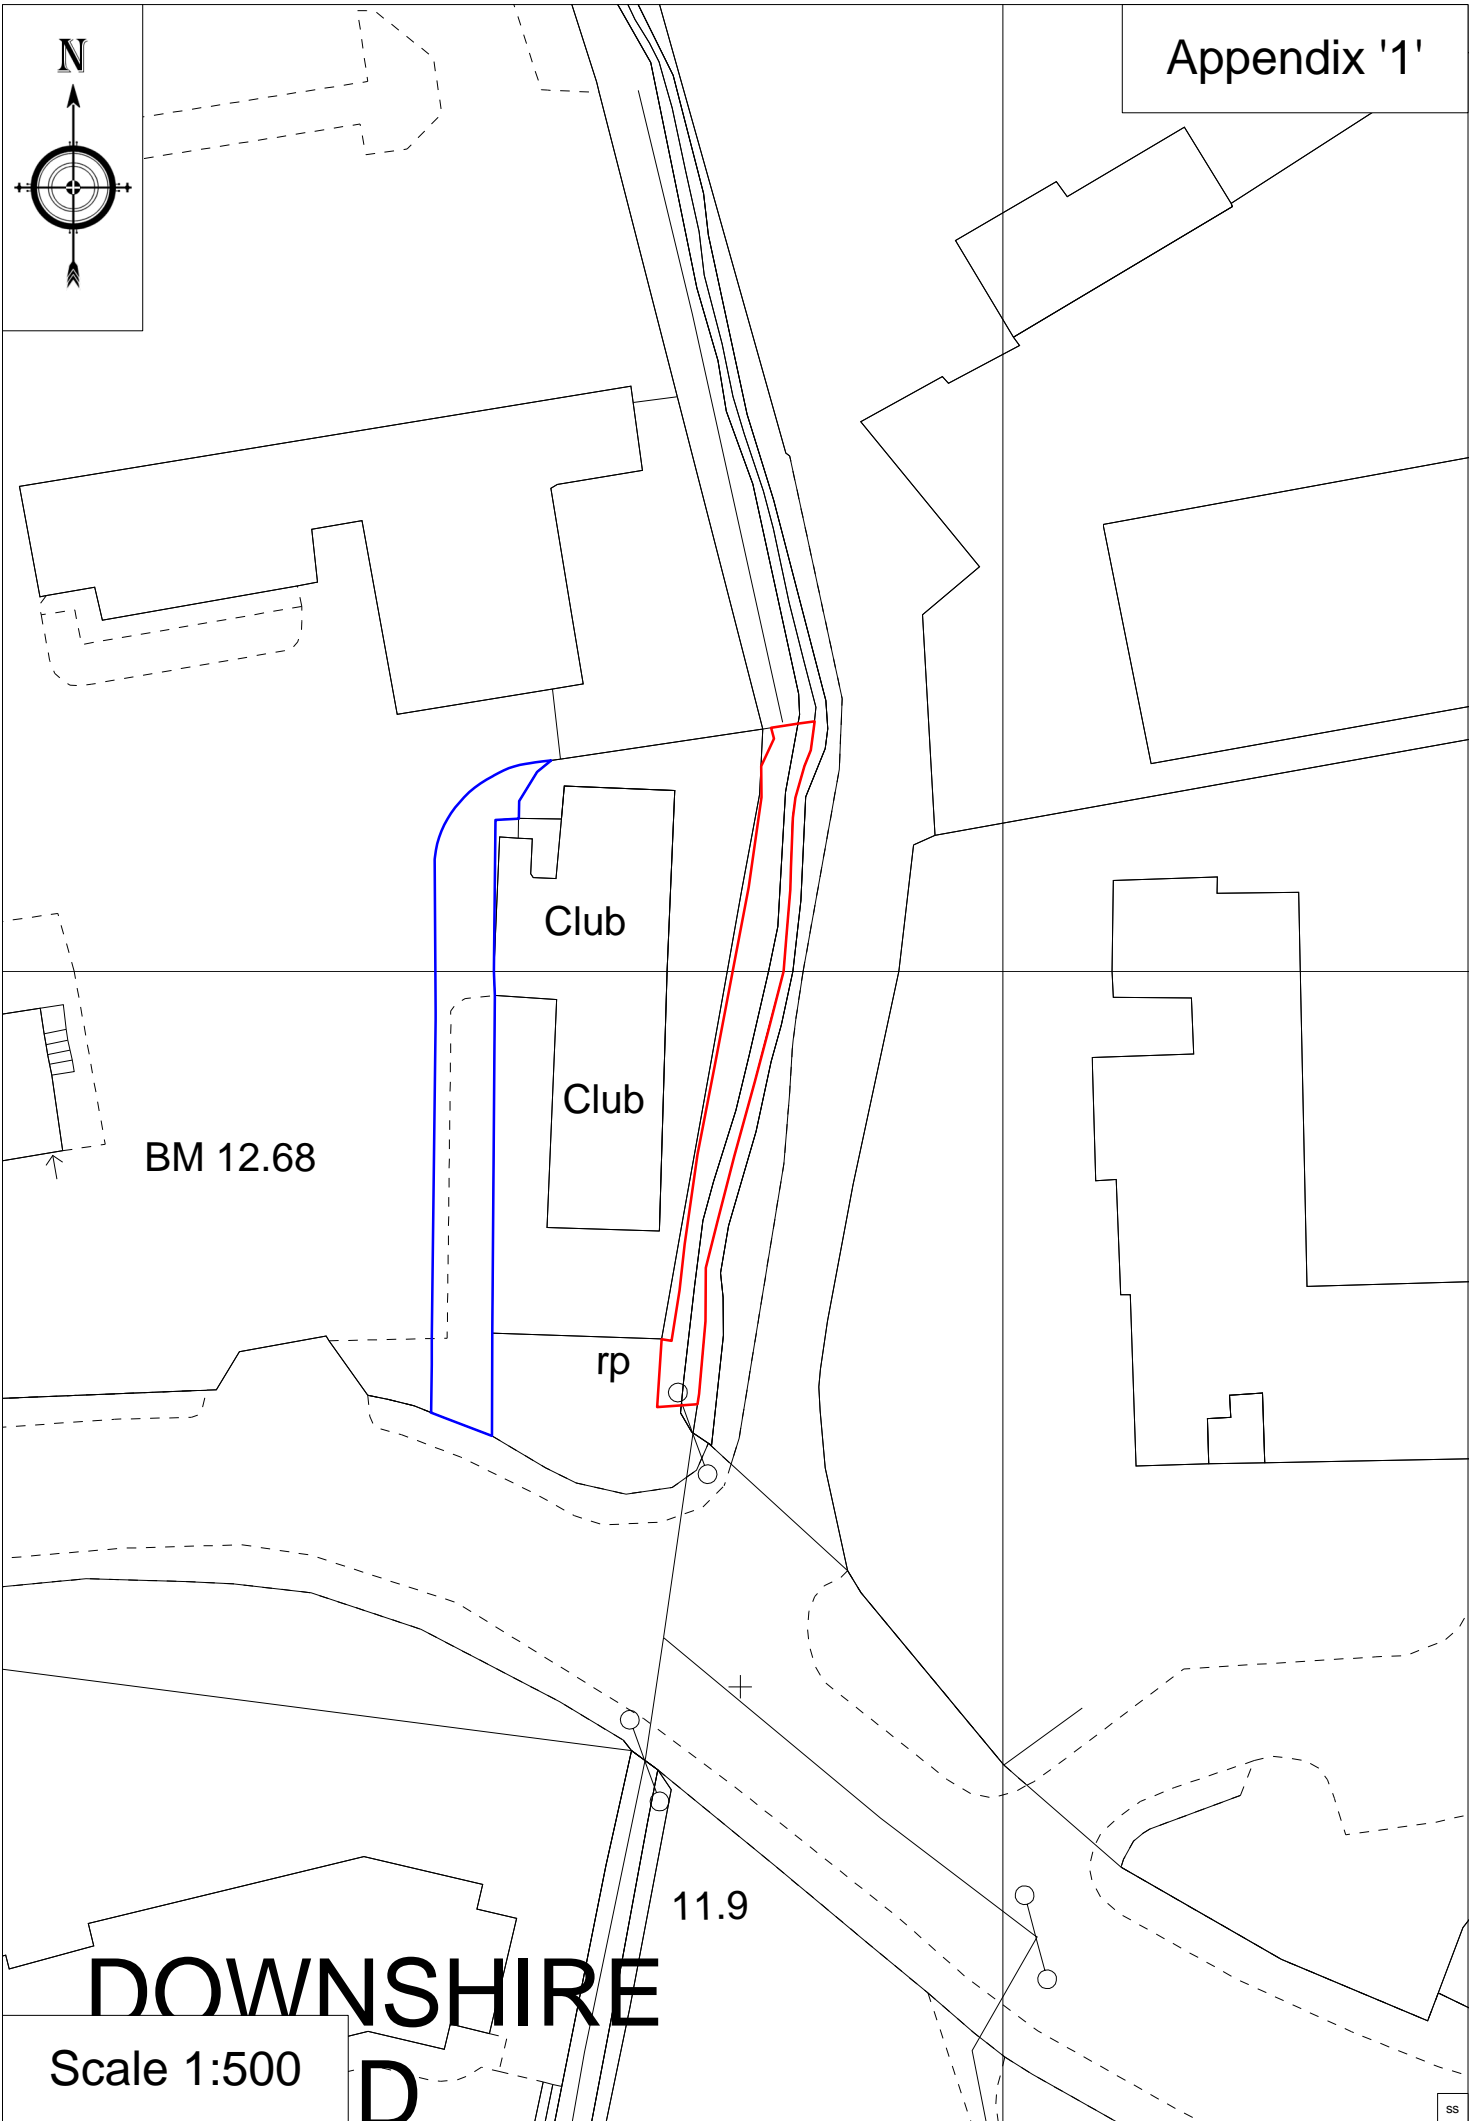 N
Appendix '1'
Club
Club
BM 12.68
rp
11.9
DOWNSHIRE
D
Scale 1:500
ss